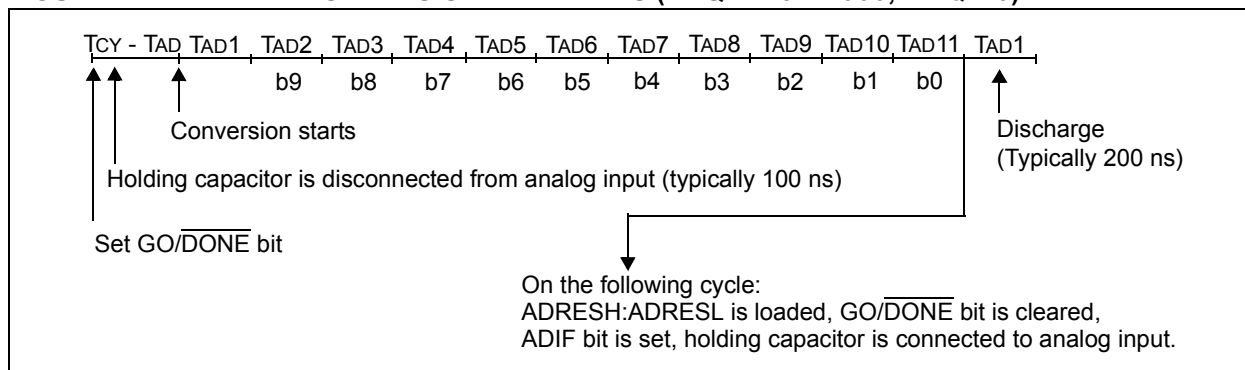 TCY - TAD TAD1 TAD2 TAD3 TAD4 TAD5 TAD6 TAD7 TAD8 TAD9 TAD10 TAD11 TAD1
b9 b8 b7 b6 b5 b4 b3 b2 b1 b0
Conversion starts
Discharge
(Typically 200 ns)
Holding capacitor is disconnected from analog input (typically 100 ns)
Set GO/DONE bit
On the following cycle:
ADRESH:ADRESL is loaded, GO/DONE bit is cleared,
ADIF bit is set, holding capacitor is connected to analog input.